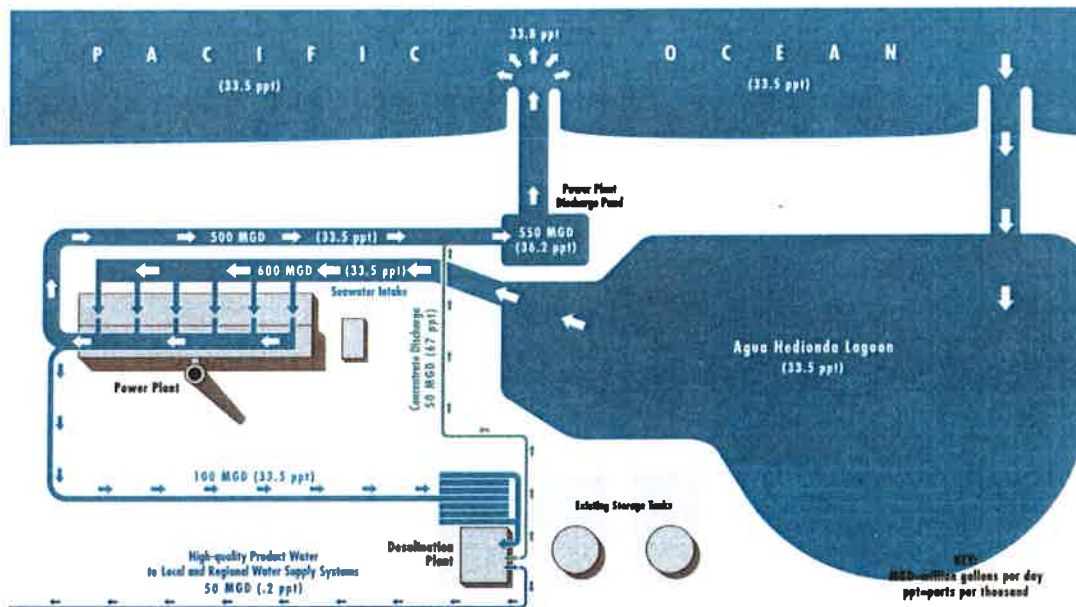 33.8 ppt
PACIFIC OCEAN
(33.5 ppt)
(33.5 ppt)
Power Plant
Discharge Pond
500 MGD (33.5 ppt)
550 MGD
(36.2 ppt)
600 MGD (33.5 ppt)
Seawater Intake
Concentrate Discharge
50 MGD (67 ppt)
Agua Hedionda Lagoon
(33.5 ppt)
Power Plant
100 MGD (33.5 ppt)
Existing Storage Tanks
Desalination
Plant
High-quality Product Water
to Local and Regional Water Supply Systems
50 MGD (.2 ppt)
KEY:
MGD=million gallons per day
ppt=parts per thousand